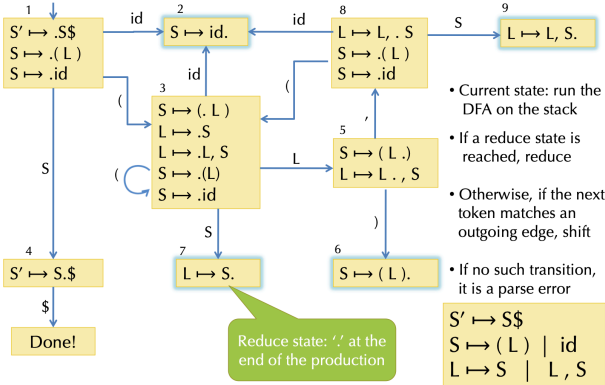 1
S' ↦ .S$
S ↦ .( L )
S ↦ .id
id
2
S ↦ id.
id
8
L ↦ L, . S
S ↦ .( L )
S ↦ .id
S
9
L ↦ L, S.
(
id
(
3
S ↦ (. L )
L ↦ .S
L ↦ .L, S
S ↦ .(L)
S ↦ .id
(
L
,
5
S ↦ ( L .)
L ↦ L . , S
S
S
)
4
S' ↦ S.$
$
Done!
7
L ↦ S.
6
S ↦ ( L ).
Reduce state: '.' at the
end of the production
• Current state: run the
DFA on the stack
• If a reduce state is
reached, reduce
• Otherwise, if the next
token matches an
outgoing edge, shift
• If no such transition,
it is a parse error
S' ↦ S$
S ↦ ( L ) | id
L ↦ S | L , S